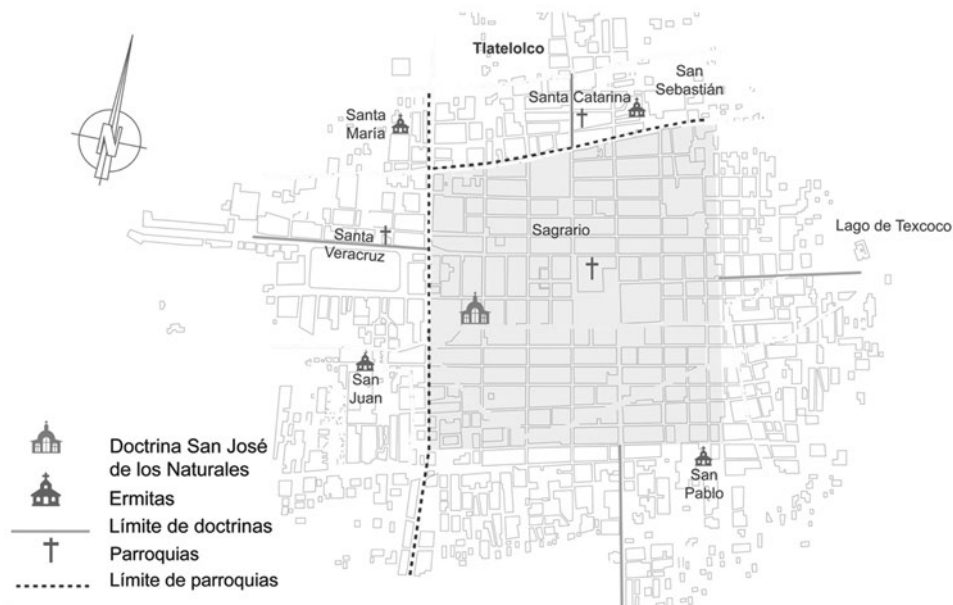 Tlatelolco
San
Sebastián
Santa Catarina
Santa
María
Santa
Veracruz
Sagrario
Lago de Texcoco
San
Juan
San
Pablo
N
Doctrina San José
de los Naturales
Ermitas
Límite de doctrinas
Parroquias
Límite de parroquias